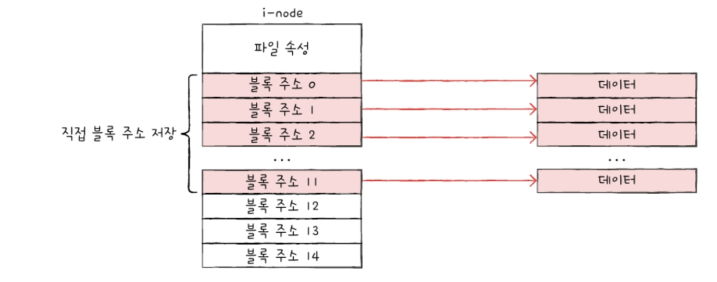 i-node
파일 속성
블록 주소 0
데이터
블록 주소 1
데이터
직접 블록 주소 저장
블록 주소 2
데이터
...
...
블록 주소 11
데이터
블록 주소 12
블록 주소 13
블록 주소 14